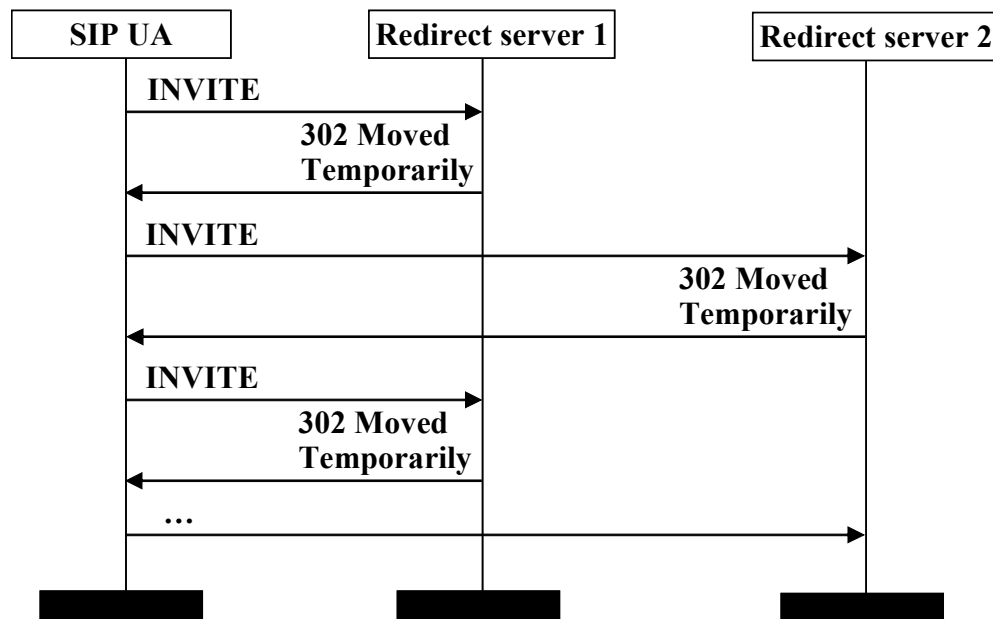 SIP UA
Redirect server 1
Redirect server 2
INVITE
302 Moved
Temporarily
INVITE
302 Moved
Temporarily
INVITE
302 Moved
Temporarily
...